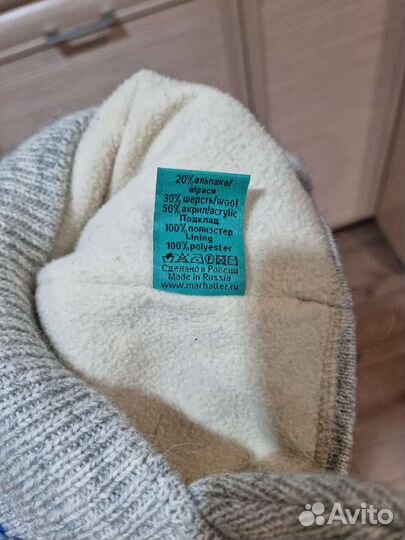 20% альпака/
alpaca
30% шерсть/wool
50% акрил/acrylic
Подклад
100% полиэстер
Lining
100% polyester
Сделано в России
Made in Russia
www.marhatter.ru
Avito